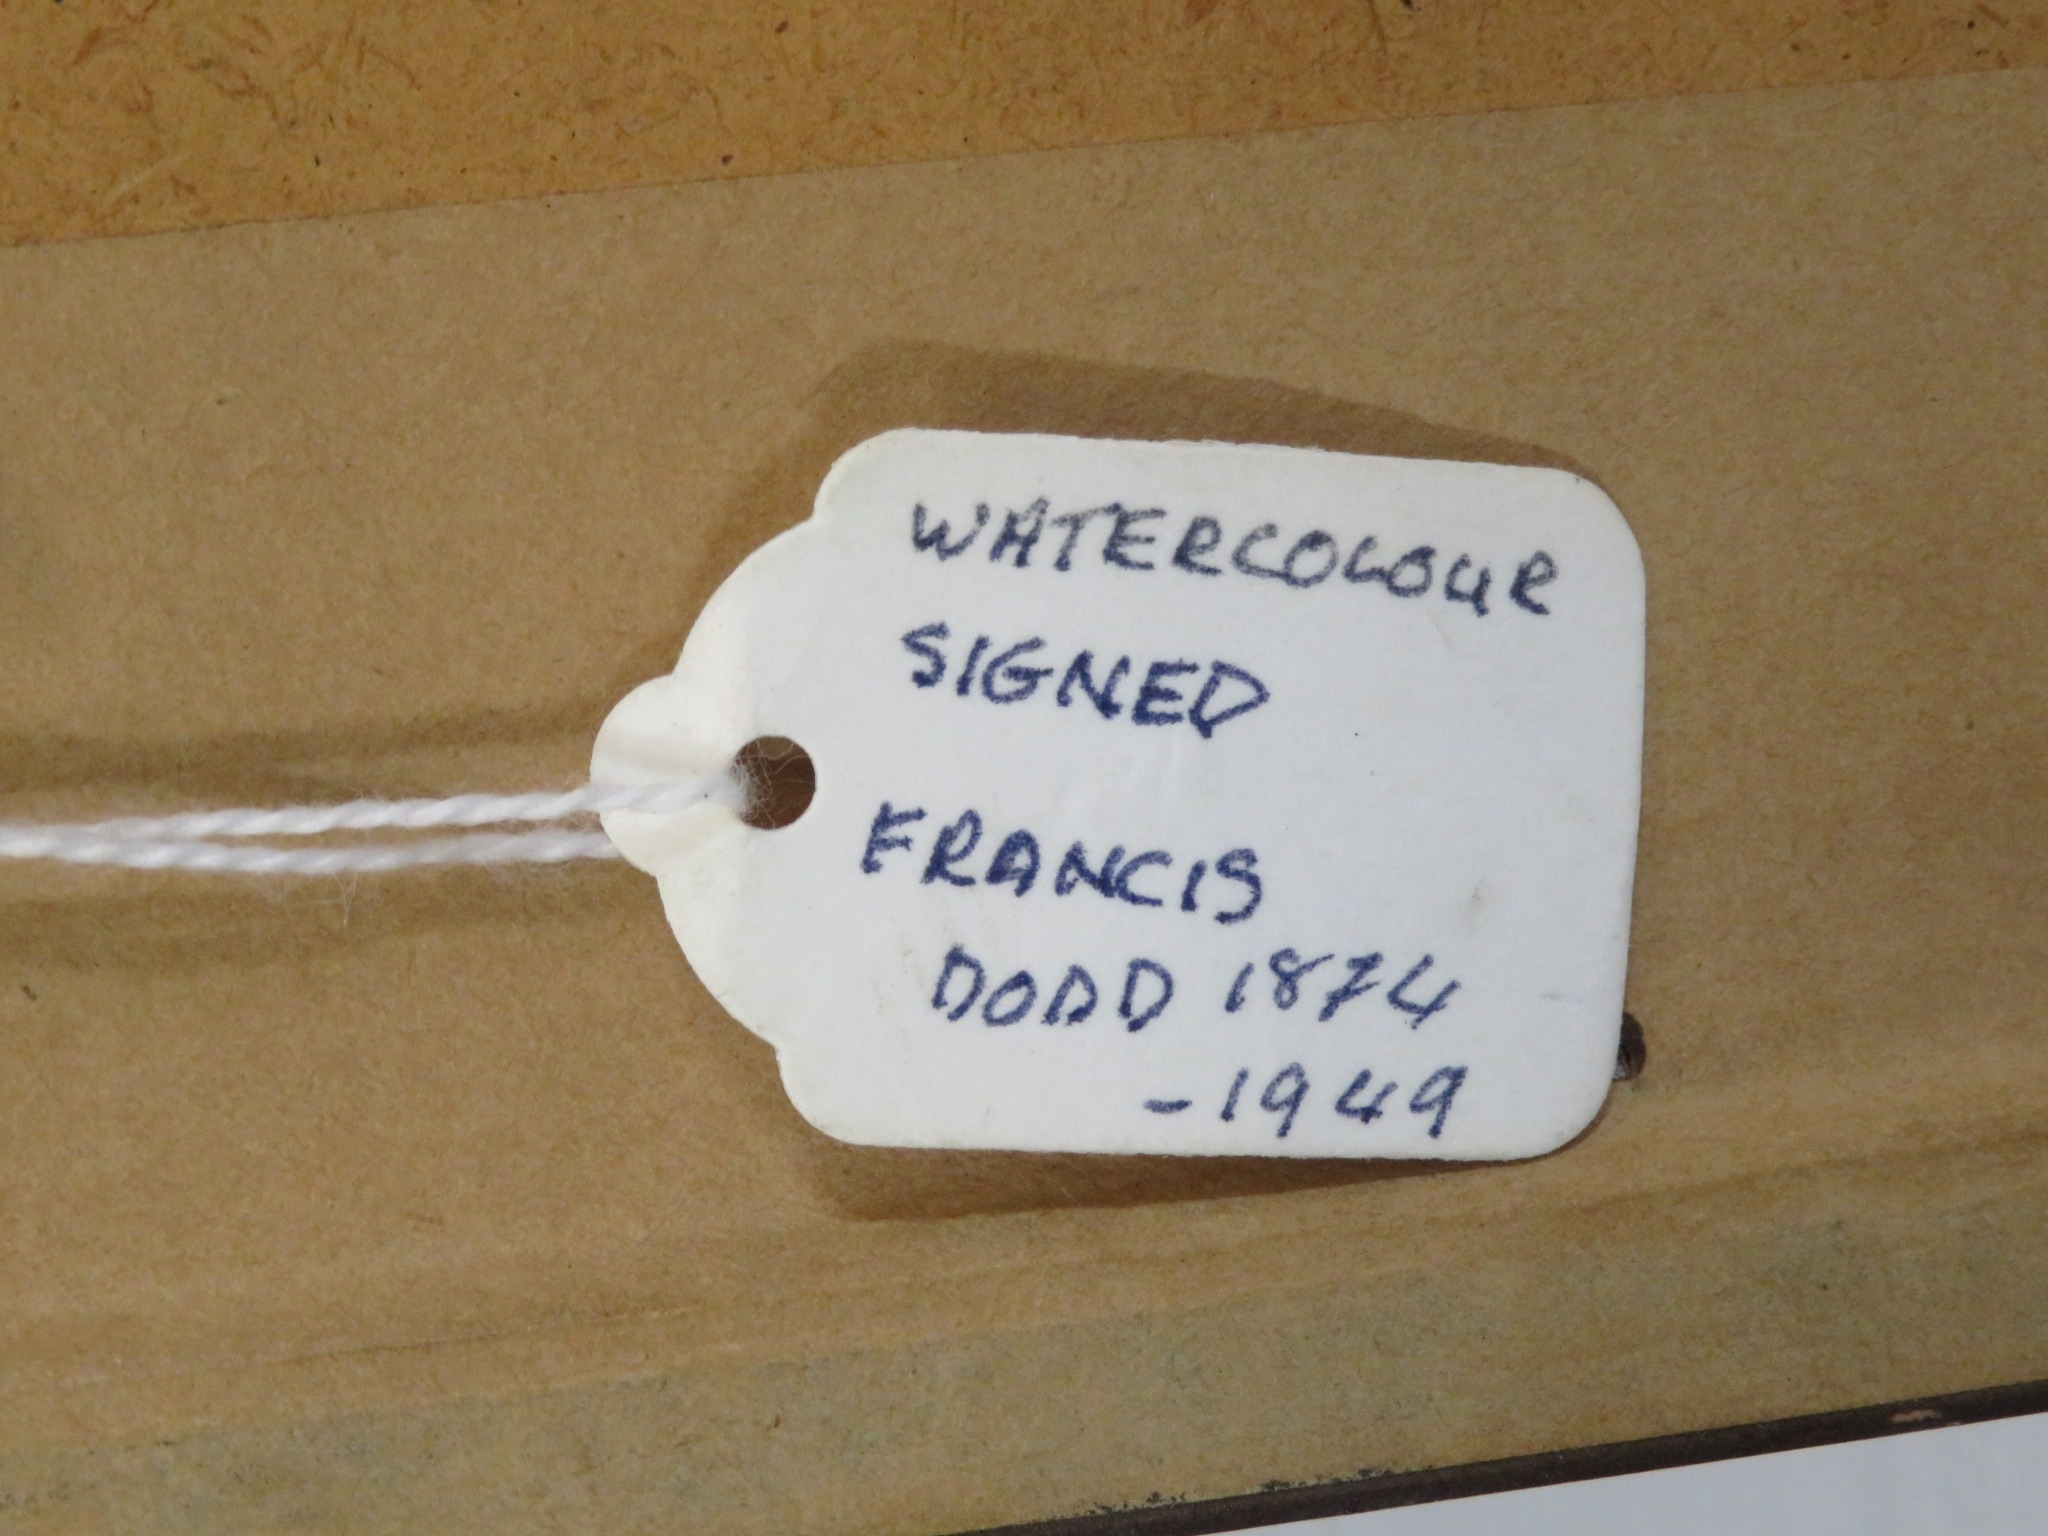 WATERCOLOUR
SIGNED
FRANCIS
DODD 1874
-1949